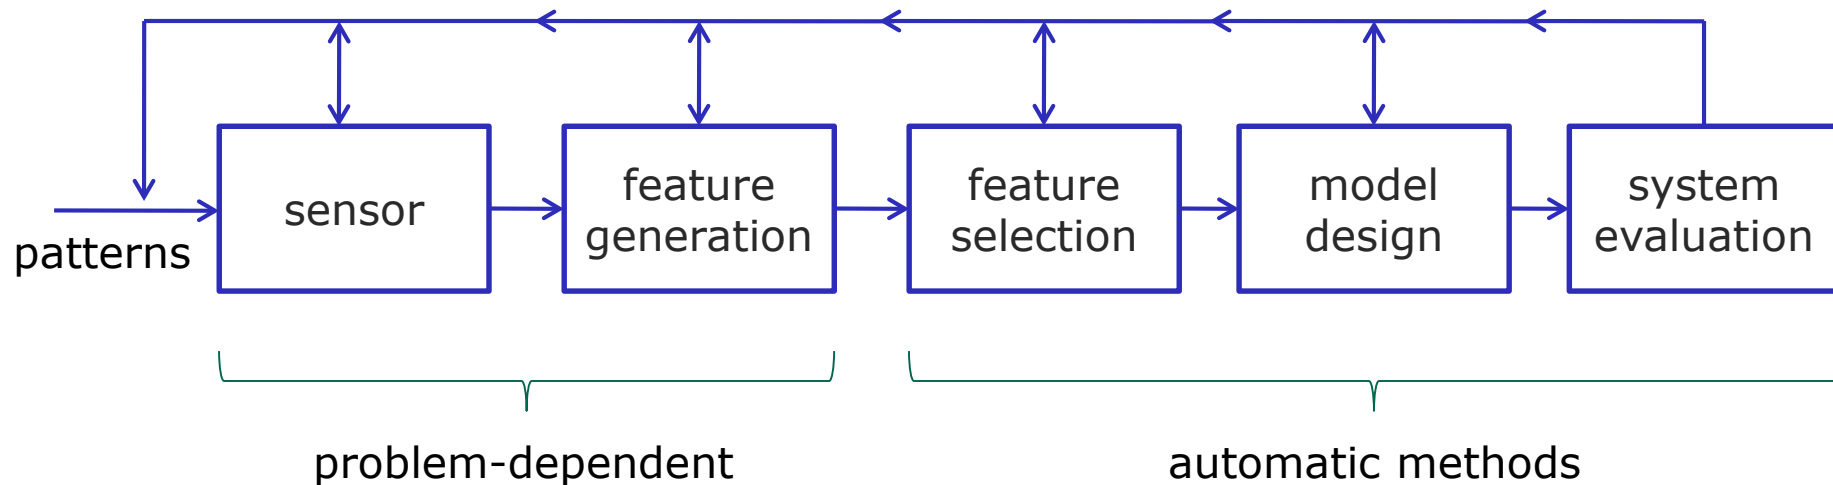 patterns
sensor
feature
generation
feature
selection
model
design
system
evaluation
problem-dependent
automatic methods